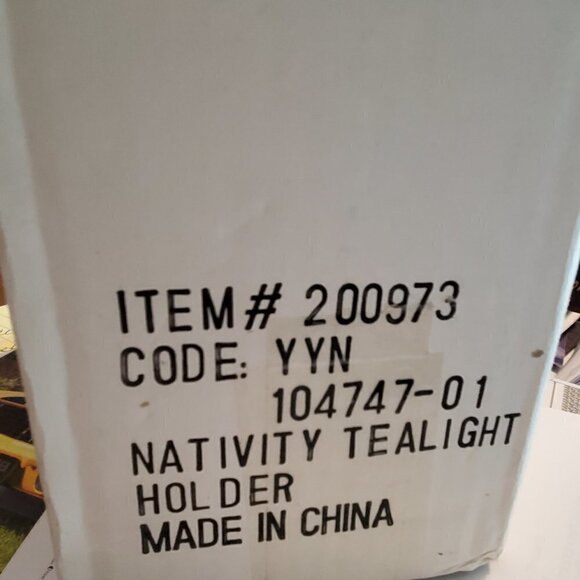 ITEM# 200973
CODE: YYN
104747-01
NATIVITY TEALIGHT
HOLDER
MADE IN CHINA